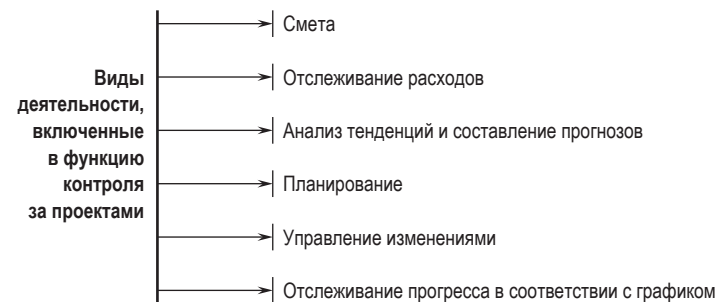 Виды
деятельности,
включенные
в функцию
контроля
за проектами
Смета
Отслеживание расходов
Анализ тенденций и составление прогнозов
Планирование
Управление изменениями
Отслеживание прогресса в соответствии с графиком